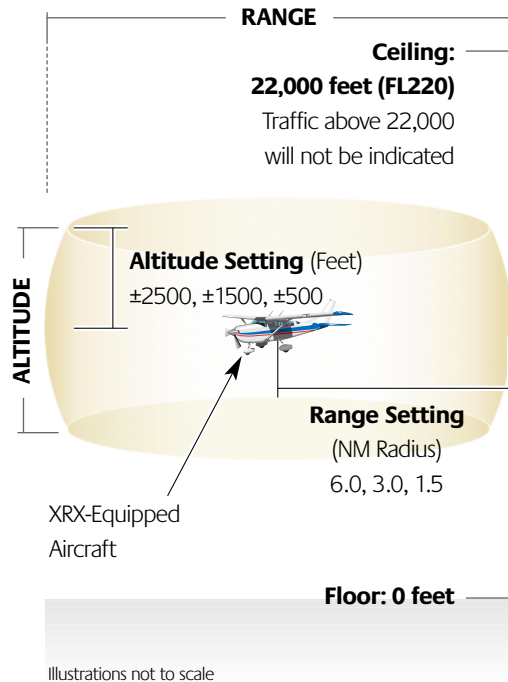 RANGE
Ceiling:
22,000 feet (FL220)
Traffic above 22,000
will not be indicated
ALTITUDE
Altitude Setting (Feet)
±2500, ±1500, ±500
Range Setting
(NM Radius)
6.0, 3.0, 1.5
XRX-Equipped
Aircraft
Floor: 0 feet
Illustrations not to scale